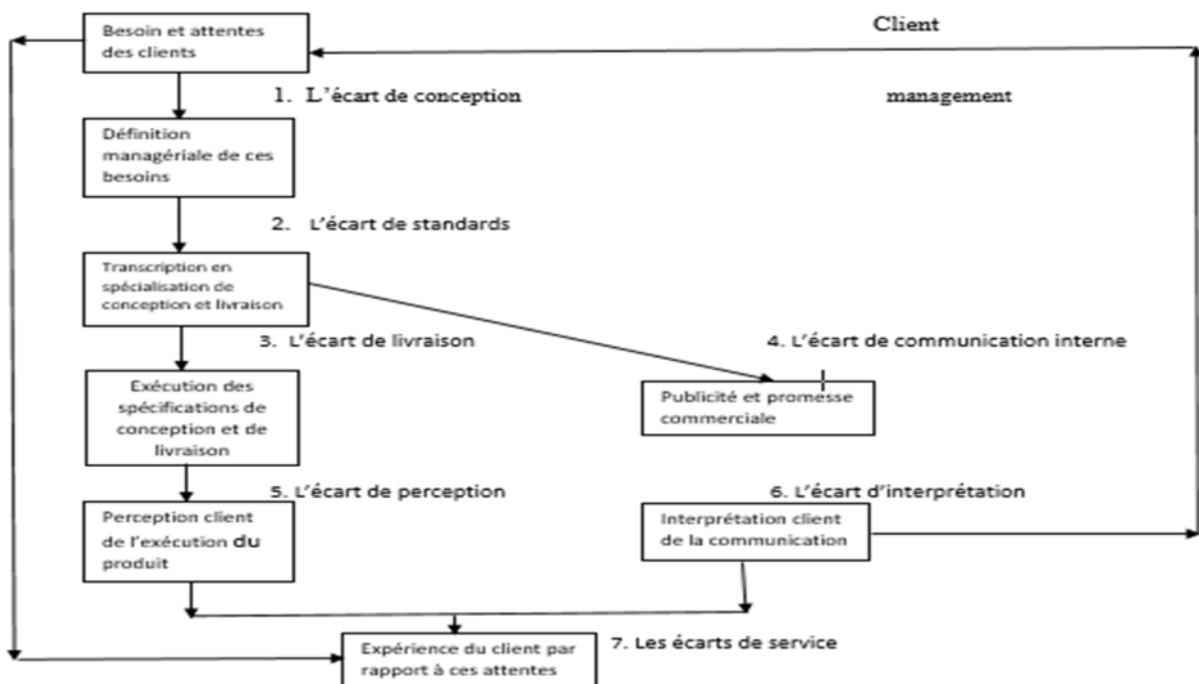 Besoin et attentes
des clients
Client
1. L'écart de conception
management
Définition
managériale de ces
besoins
2. L'écart de standards
Transcription en
spécialisation de
conception et livraison
3. L'écart de livraison
4. L'écart de communication interne
Exécution des
spécifications de
conception et de
livraison
Publicité et promesse
commerciale
5. L'écart de perception
6. L'écart d'interprétation
Perception client
de l'exécution du
produit
Interprétation client
de la communication
Expérience du client par
rapport à ces attentes
7. Les écarts de service